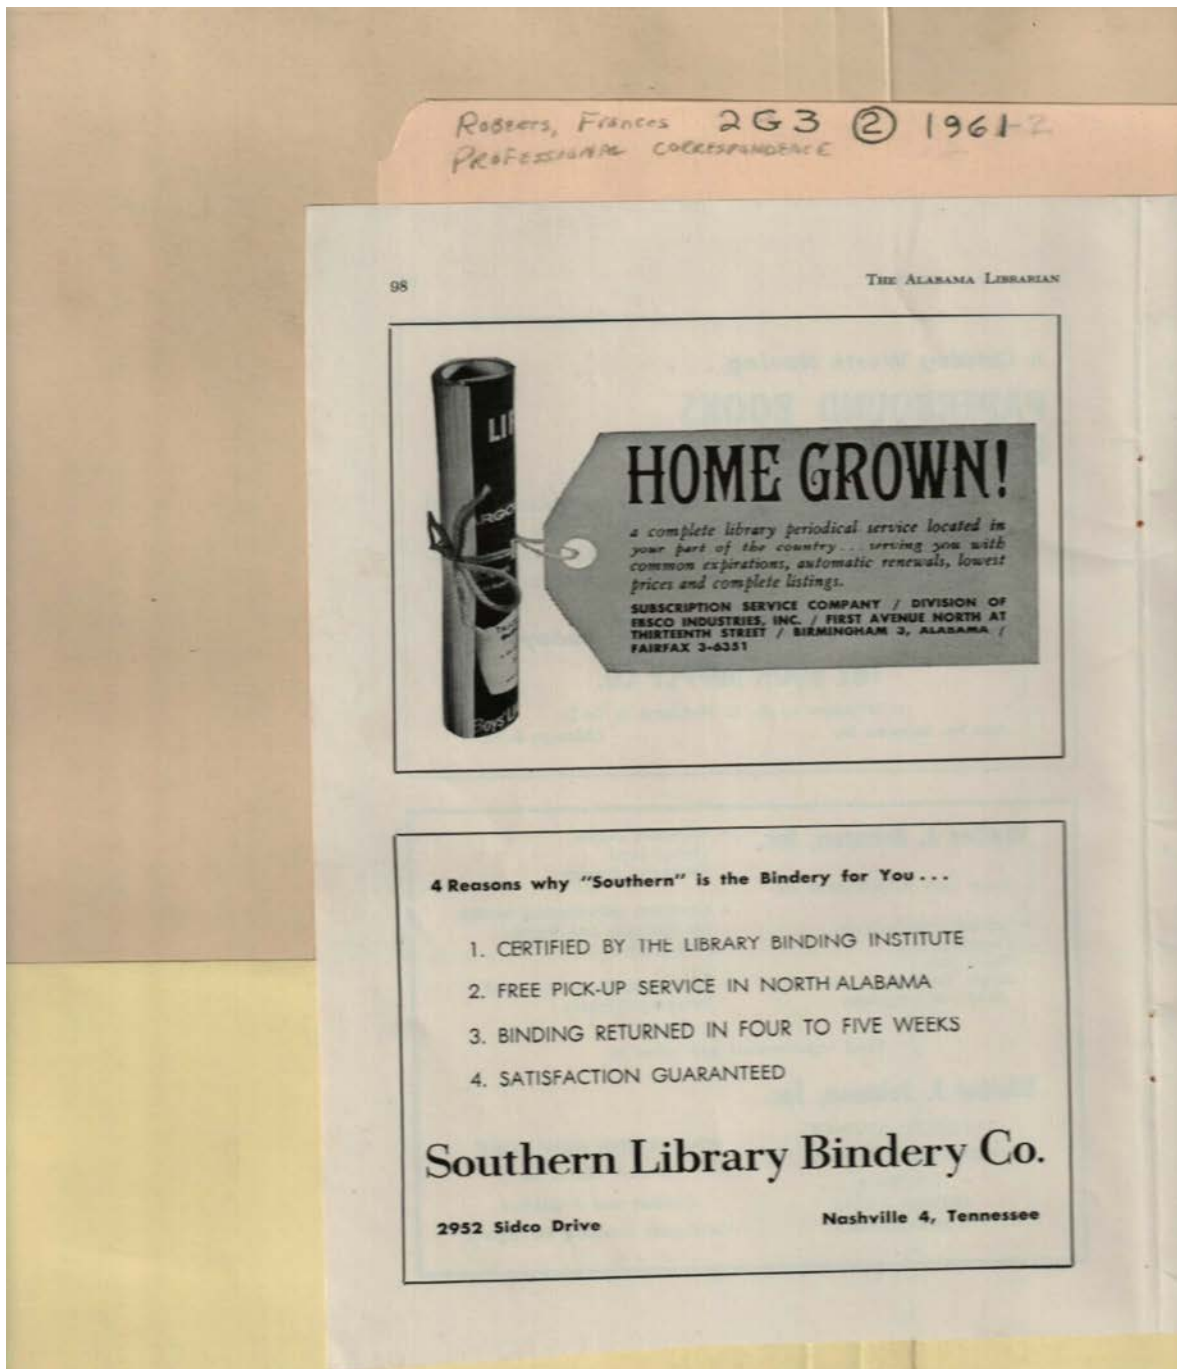 Roberts, Frances 2G3 ② 1961-2
PROFESSIONAL CORRESPONDENCE
98
THE ALABAMA LIBRARIAN
LIF
ARGO
Boys' L
HOME GROWN!
a complete library periodical service located in
your part of the country... serving you with
common expirations, automatic renewals, lowest
prices and complete listings.
SUBSCRIPTION SERVICE COMPANY / DIVISION OF
EBSCO INDUSTRIES, INC. / FIRST AVENUE NORTH AT
THIRTEENTH STREET / BIRMINGHAM 3, ALABAMA /
FAIRFAX 3-6351
4 Reasons why "Southern" is the Bindery for You...
1. CERTIFIED BY THE LIBRARY BINDING INSTITUTE
2. FREE PICK-UP SERVICE IN NORTH ALABAMA
3. BINDING RETURNED IN FOUR TO FIVE WEEKS
4. SATISFACTION GUARANTEED
Southern Library Bindery Co.
2952 Sidco Drive
Nashville 4, Tennessee